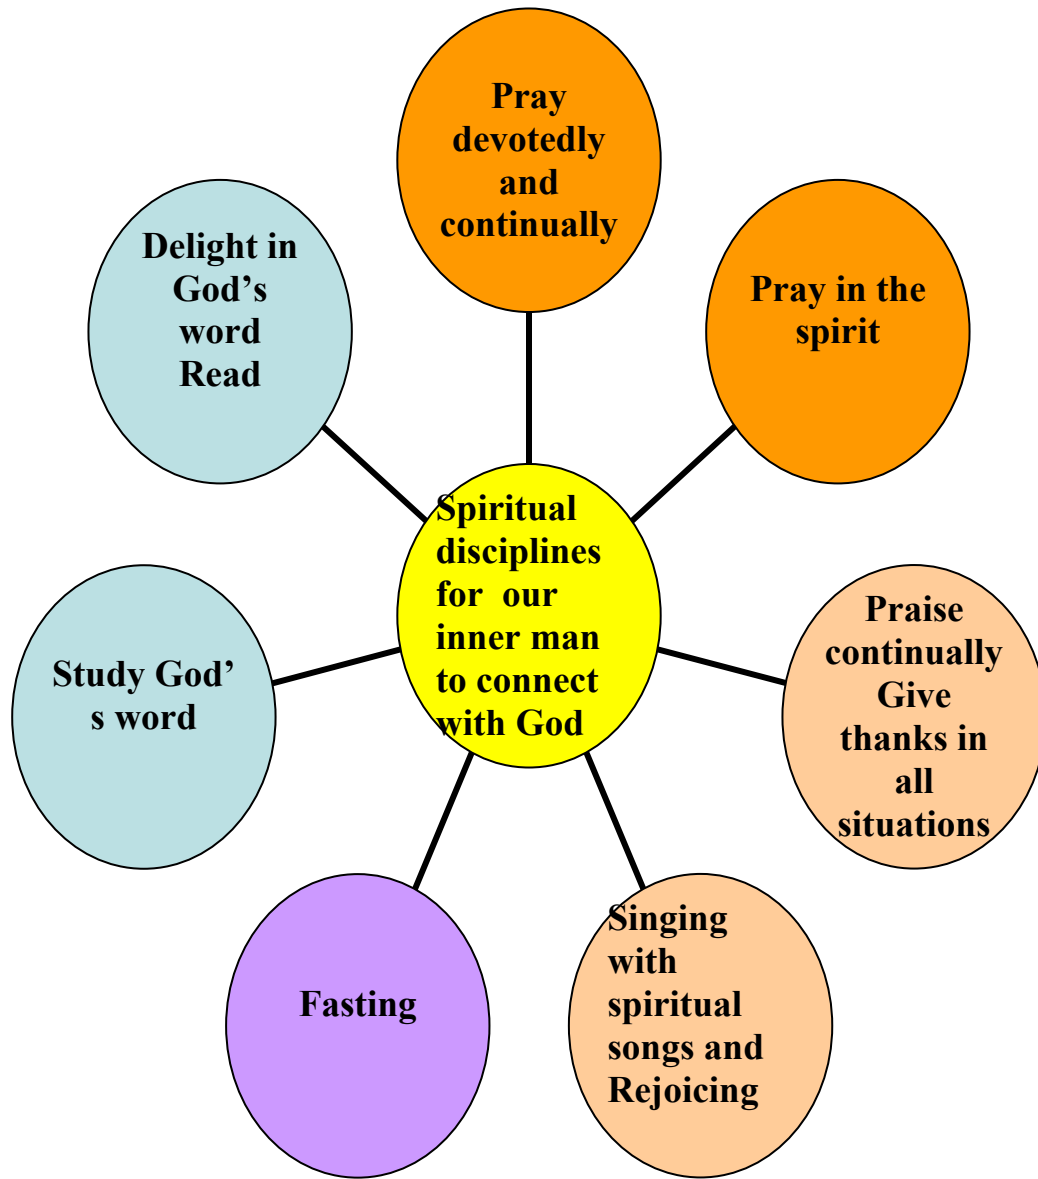 Pray
devotedly
and
continually
Pray in the
spirit
Praise
continually
Give
thanks in
all
situations
Singing
with
spiritual
songs and
Rejoicing
Fasting
Study God’
s word
Delight in
God’s
word
Read
Spiritual
disciplines
for  our
inner man
to connect
with God